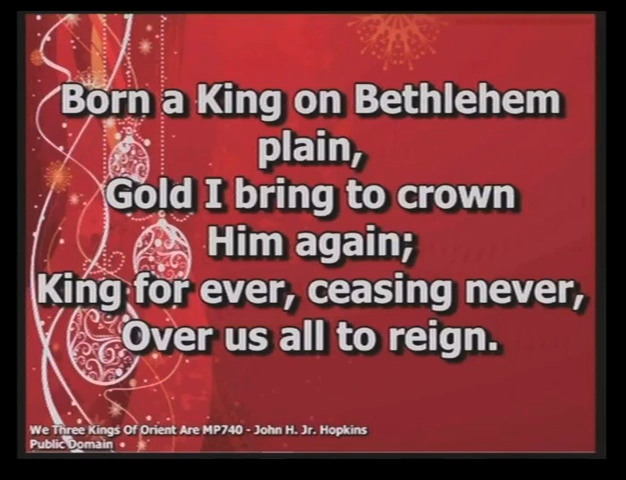 Born a King on Bethlehem
plain,
Gold I bring to crown
Him again;
King for ever, ceasing never,
Over us all to reign.
We Three Kings Of Orient Are MP740 - John H. Jr. Hopkins
Public Domain